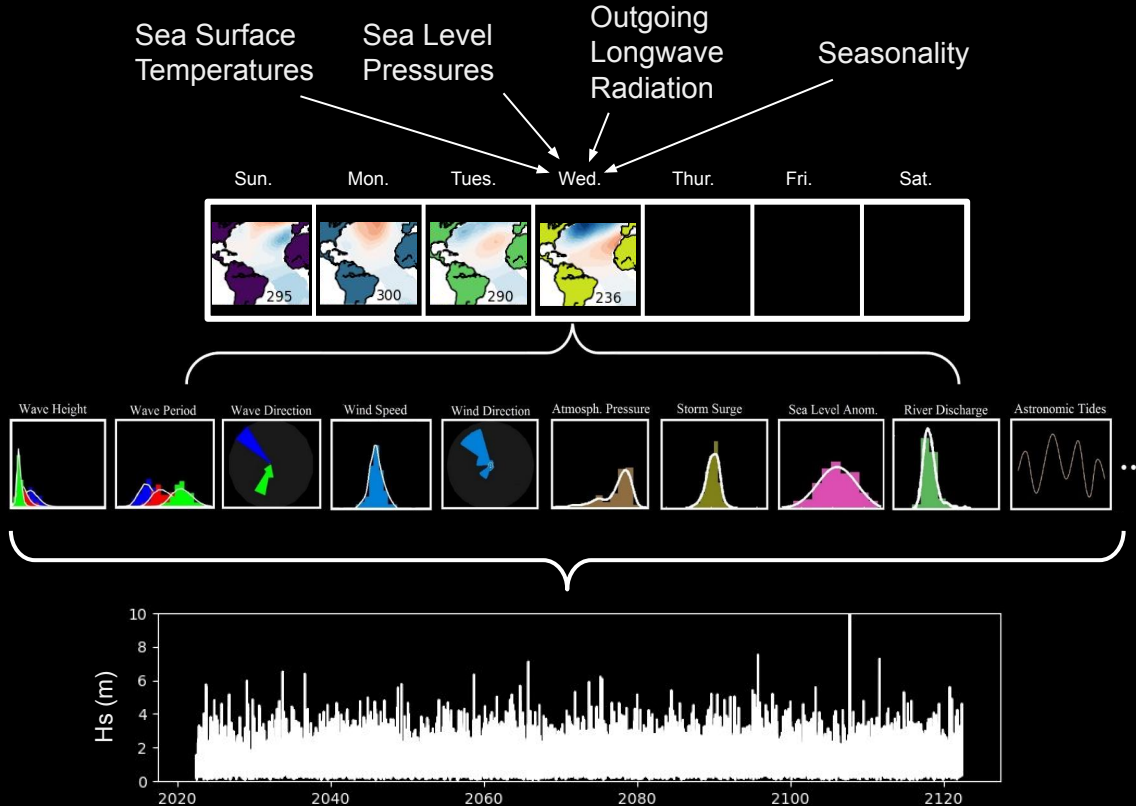 Sea Surface
Temperatures
Sea Level
Pressures
Outgoing
Longwave
Radiation
Seasonality
Sun. Mon. Tues. Wed. Thur. Fri. Sat.
295 300 290 236
Wave Height Wave Period Wave Direction Wind Speed Wind Direction Atmosph. Pressure Storm Surge Sea Level Anom. River Discharge Astronomic Tides
..
Hs (m)
10
8
6
4
2
0
2020 2040 2060 2080 2100 2120